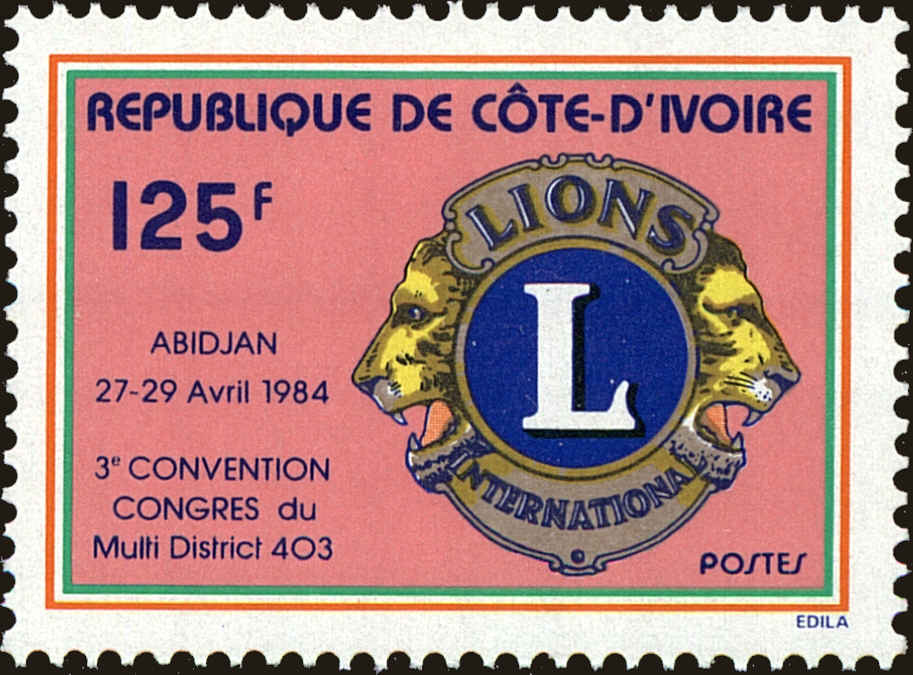 REPUBLIQUE DE CÔTE-D'IVOIRE
125F
LIONS
L
INTERNATIONAL
ABIDJAN
27-29 Avril 1984
3e CONVENTION
CONGRES du
Multi District 403
POSTES
EDILA